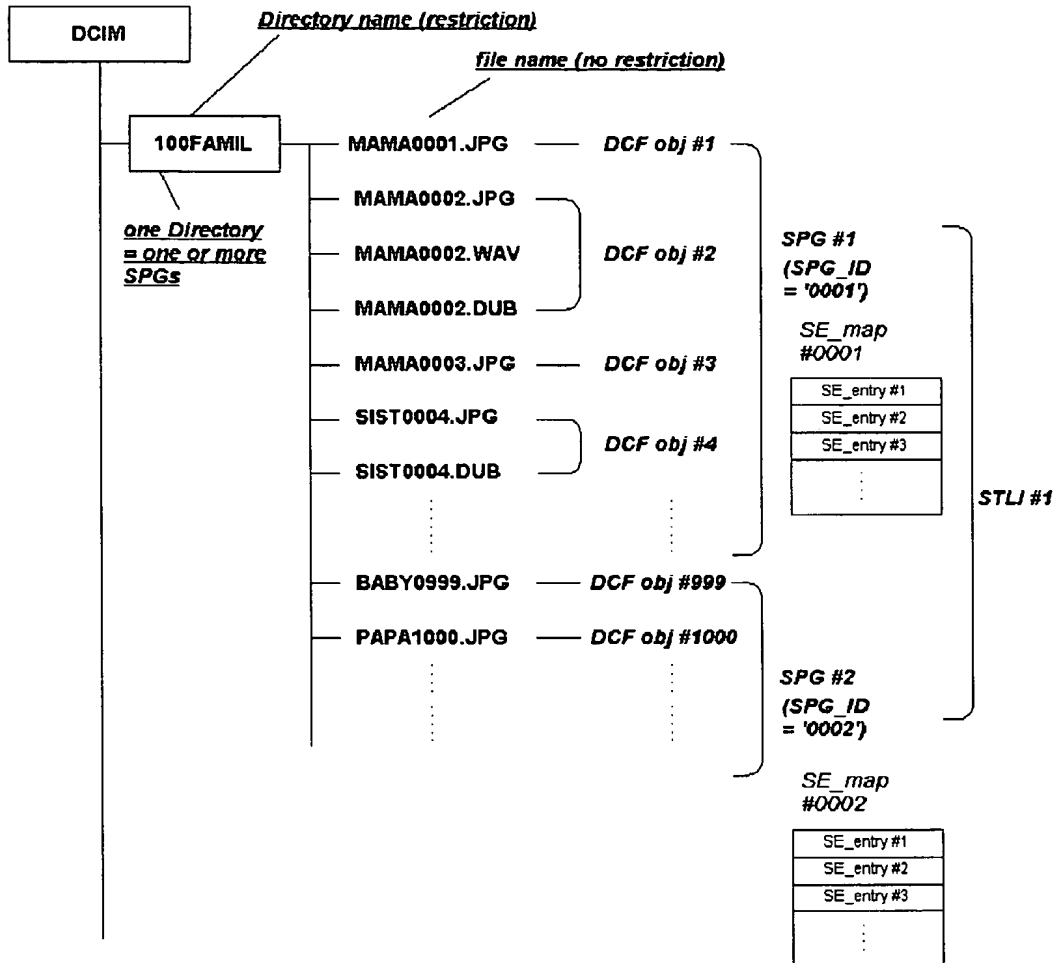 DCIM
Directory name (restriction)
file name (no restriction)
100FAMIL
one Directory
= one or more
SPGs
MAMA0001.JPG
DCF obj #1
MAMA0002.JPG
MAMA0002.WAV
DCF obj #2
MAMA0002.DUB
MAMA0003.JPG
DCF obj #3
SIST0004.JPG
DCF obj #4
SIST0004.DUB
SPG #1
(SPG_ID
= '0001')
SE_map
#0001
SE_entry #1
SE_entry #2
SE_entry #3
STLI #1
BABY0999.JPG
DCF obj #999
PAPA1000.JPG
DCF obj #1000
SPG #2
(SPG_ID
= '0002')
SE_map
#0002
SE_entry #1
SE_entry #2
SE_entry #3